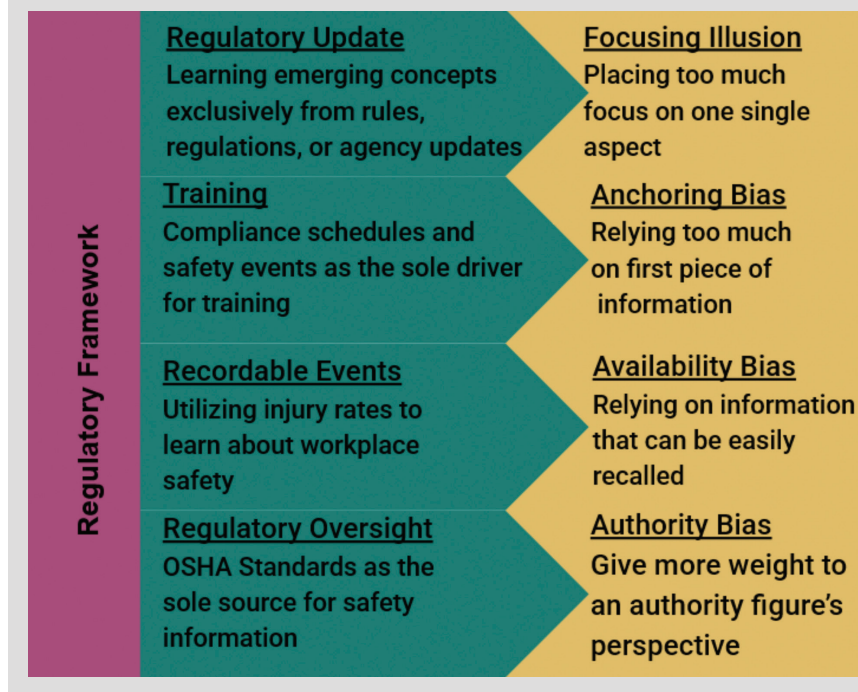 Regulatory Framework
Regulatory Update
Learning emerging concepts
exclusively from rules,
regulations, or agency updates
Focusing Illusion
Placing too much
focus on one single
aspect
Training
Compliance schedules and
safety events as the sole driver
for training
Anchoring Bias
Relying too much
on first piece of
information
Recordable Events
Utilizing injury rates to
learn about workplace
safety
Availability Bias
Relying on information
that can be easily
recalled
Regulatory Oversight
OSHA Standards as the
sole source for safety
information
Authority Bias
Give more weight to
an authority figure’s
perspective